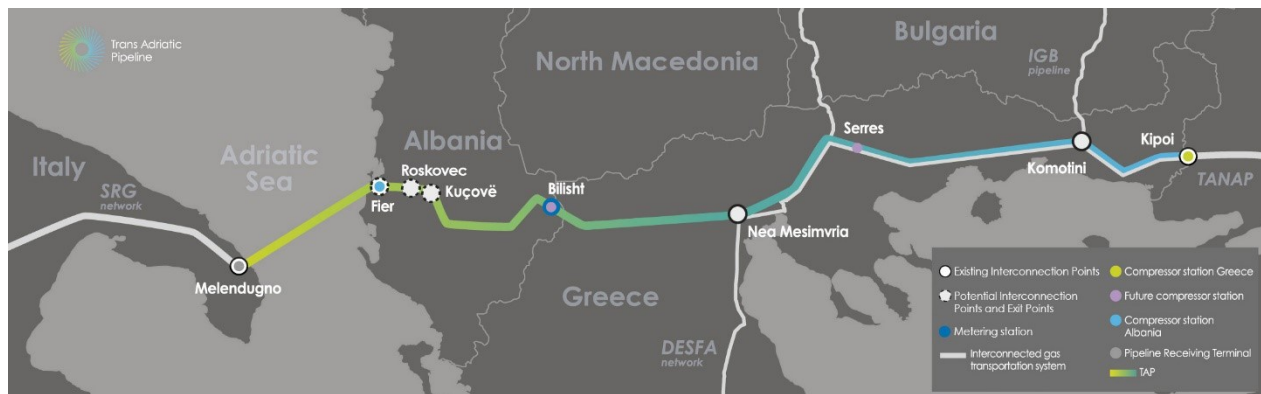 Trans Adriatic
Pipeline
Bulgaria
North Macedonia
IGB
pipeline
Serres
Kipoi
Albania
Italy
Adriatic
Sea
Roskovec
Komotini
SRG
network
Kuçovë
Bilisht
TANAP
Fier
Nea Mesimvria
Melendugno
Greece
DESFA
network
Existing Interconnection Points
Potential Interconnection
Points and Exit Points
Metering station
Interconnected gas
transportation system
Compressor station Greece
Future compressor station
Compressor station
Albania
Pipeline Receiving Terminal
TAP